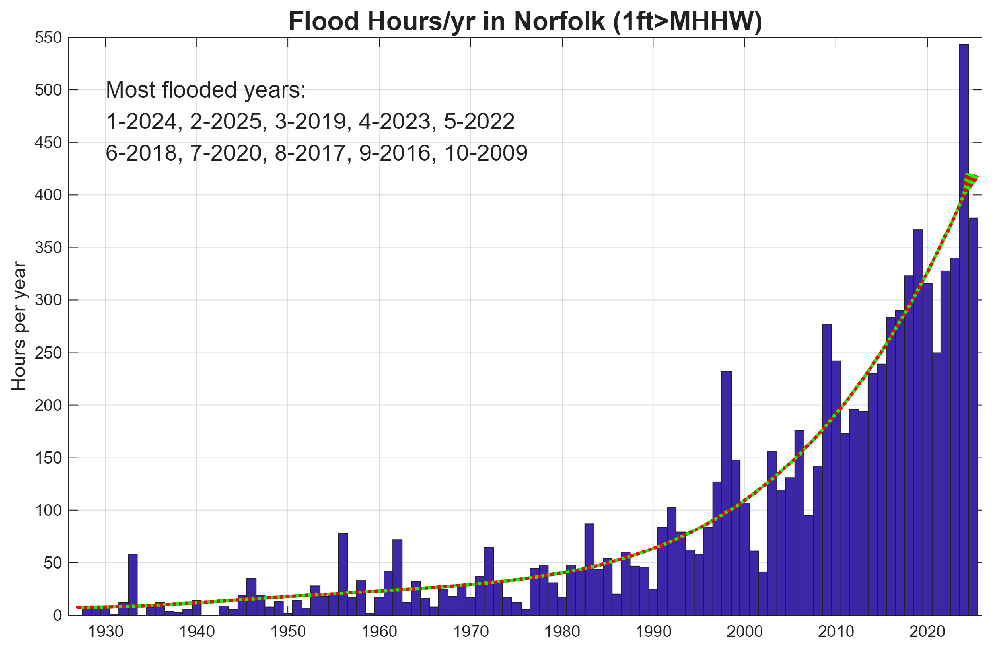 Flood Hours/yr in Norfolk (1ft>MHHW)
550
500
450
400
350
300
250
200
150
100
50
0
Hours per year
Most flooded years:
1-2024, 2-2025, 3-2019, 4-2023, 5-2022
6-2018, 7-2020, 8-2017, 9-2016, 10-2009
1930 1940 1950 1960 1970 1980 1990 2000 2010 2020